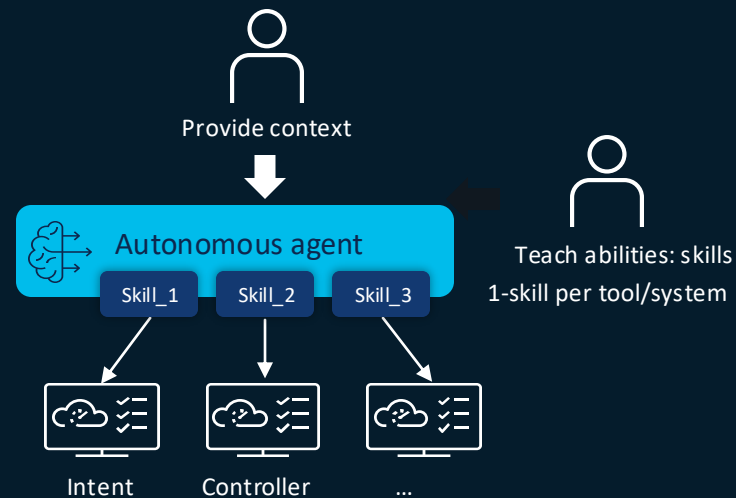 Provide context
Autonomous agent
Teach abilities: skills
1-skill per tool/system
Skill_1
Skill_2
Skill_3
Intent
Controller
...